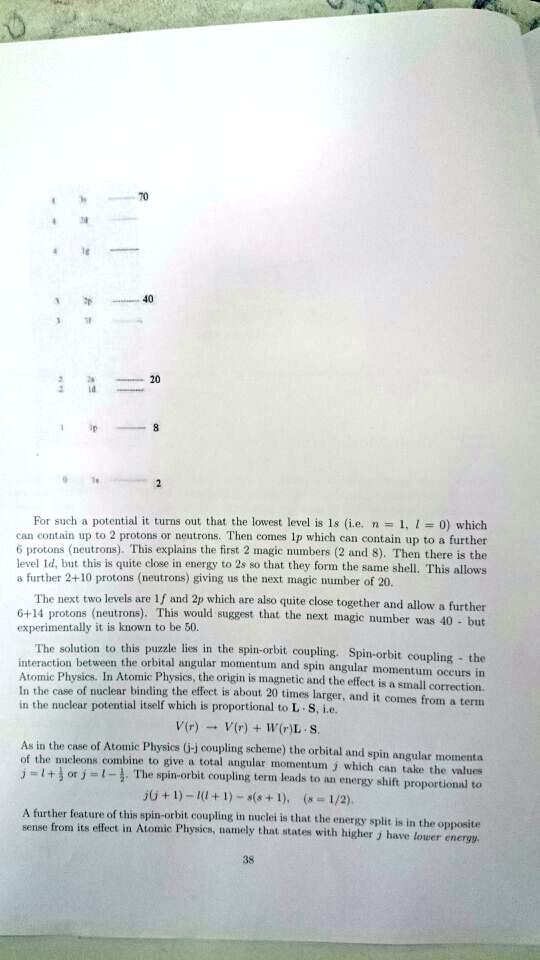 4 3s 70
4 2d
4 1g
3 2p 40
3 1f
2 2s 20
2 1d
1 1p 8
0 1s 2
For such a potential it turns out that the lowest level is 1s (i.e. n = 1, l = 0) which
can contain up to 2 protons or neutrons. Then comes 1p which can contain up to a further
6 protons (neutrons). This explains the first 2 magic numbers (2 and 8). Then there is the
level 1d, but this is quite close in energy to 2s so that they form the same shell. This allows
a further 2+10 protons (neutrons) giving us the next magic number of 20.
The next two levels are 1f and 2p which are also quite close together and allow a further
6+14 protons (neutrons). This would suggest that the next magic number was 40 - but
experimentally it is known to be 50.
The solution to this puzzle lies in the spin-orbit coupling. Spin-orbit coupling - the
interaction between the orbital angular momentum and spin angular momentum occurs in
Atomic Physics. In Atomic Physics, the origin is magnetic and the effect is a small correction.
In the case of nuclear binding the effect is about 20 times larger, and it comes from a term
in the nuclear potential itself which is proportional to L · S, i.e.
V(r) → V(r) + W(r)L · S.
As in the case of Atomic Physics (j-j coupling scheme) the orbital and spin angular momenta
of the nucleons combine to give a total angular momentum j which can take the values
j = l + 1/2 or j = l − 1/2. The spin-orbit coupling term leads to an energy shift proportional to
j(j + 1) − l(l + 1) − s(s + 1), (s = 1/2).
A further feature of this spin-orbit coupling in nuclei is that the energy split is in the opposite
sense from its effect in Atomic Physics, namely that states with higher j have lower energy.
38